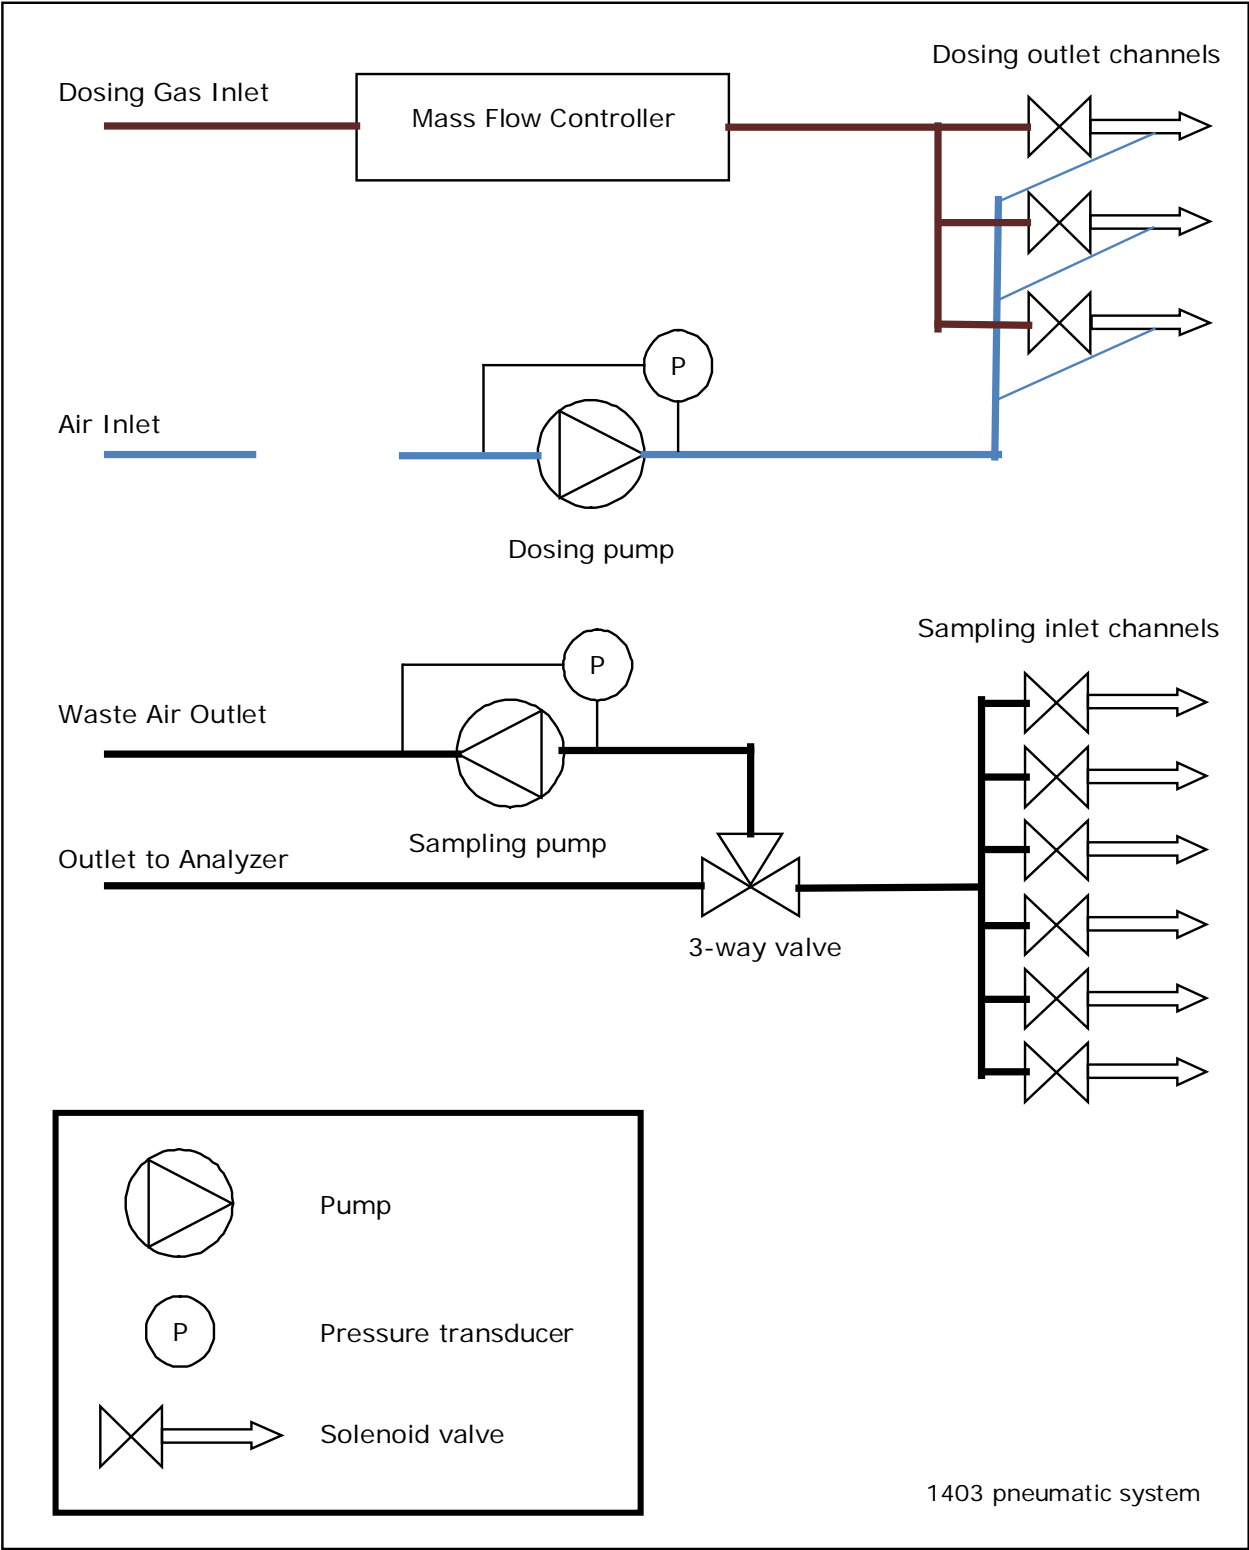 Dosing outlet channels
Dosing Gas Inlet
Mass Flow Controller
P
Air Inlet
Dosing pump
Sampling inlet channels
P
Waste Air Outlet
Sampling pump
Outlet to Analyzer
3-way valve
Pump
P
Pressure transducer
Solenoid valve
1403 pneumatic system